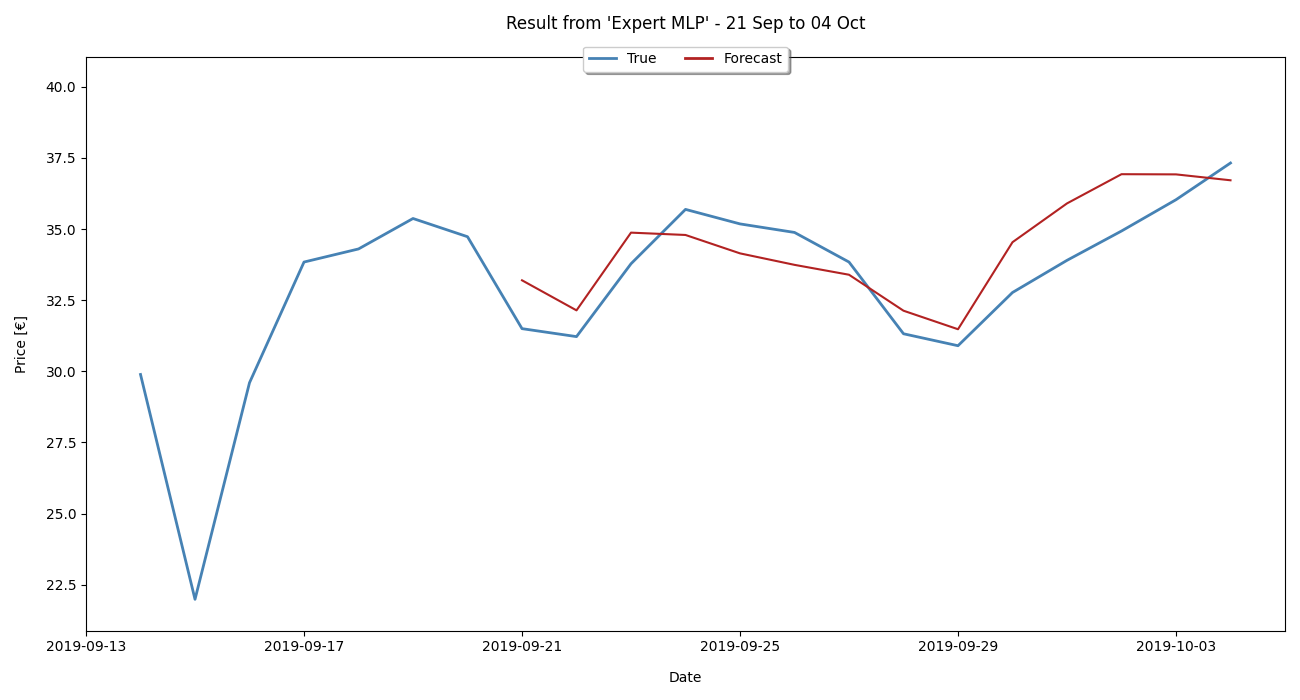 Result from 'Expert MLP' - 21 Sep to 04 Oct
True Forecast
40.0
37.5
35.0
32.5
30.0
27.5
25.0
22.5
Price [€]
2019-09-13 2019-09-17 2019-09-21 2019-09-25 2019-09-29 2019-10-03
Date